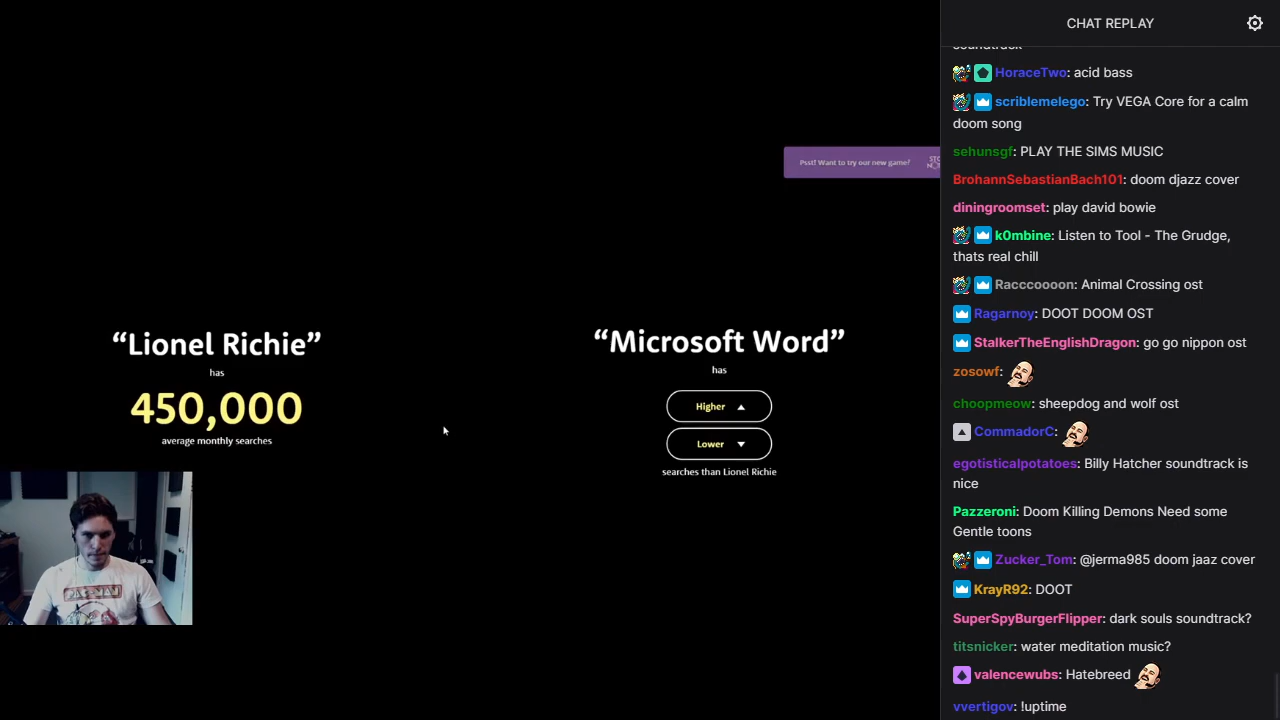 CHAT REPLAY
soundtrack
HoraceTwo: acid bass
scriblemelego: Try VEGA Core for a calm
doom song
sehunsgf: PLAY THE SIMS MUSIC
BrohannSebastianBach101: doom djazz cover
diningroomset: play david bowie
k0mbine: Listen to Tool - The Grudge,
thats real chill
Racccoooon: Animal Crossing ost
Ragarnoy: DOOT DOOM OST
StalkerTheEnglishDragon: go go nippon ost
zosowf:
choopmeow: sheepdog and wolf ost
CommadorC:
egotisticalpotatoes: Billy Hatcher soundtrack is
nice
Pazzeroni: Doom Killing Demons Need some
Gentle toons
Zucker_Tom: @jerma985 doom jaaz cover
KrayR92: DOOT
SuperSpyBurgerFlipper: dark souls soundtrack?
titsnicker: water meditation music?
valencewubs: Hatebreed
vvertigov: !uptime
Psst! Want to try our new game?
“Lionel Richie”
has
450,000
average monthly searches
“Microsoft Word”
has
Higher
Lower
searches than Lionel Richie